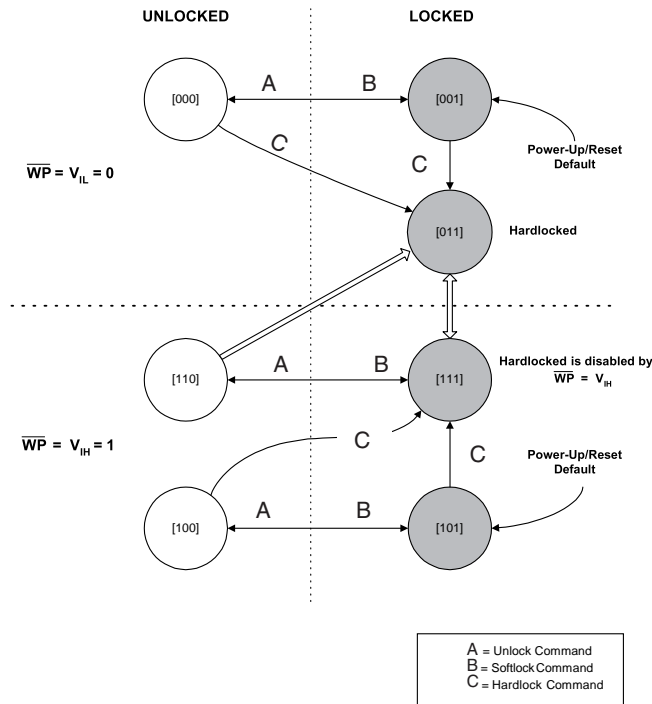 UNLOCKED LOCKED
[000] A B [001]
C C
Power-Up/Reset
Default
WP = VIL = 0
[011] Hardlocked
[110] A B [111]
Hardlocked is disabled by
WP = VIH
WP = VIH = 1
C C
Power-Up/Reset
Default
[100] A B [101]
A = Unlock Command
B = Softlock Command
C = Hardlock Command